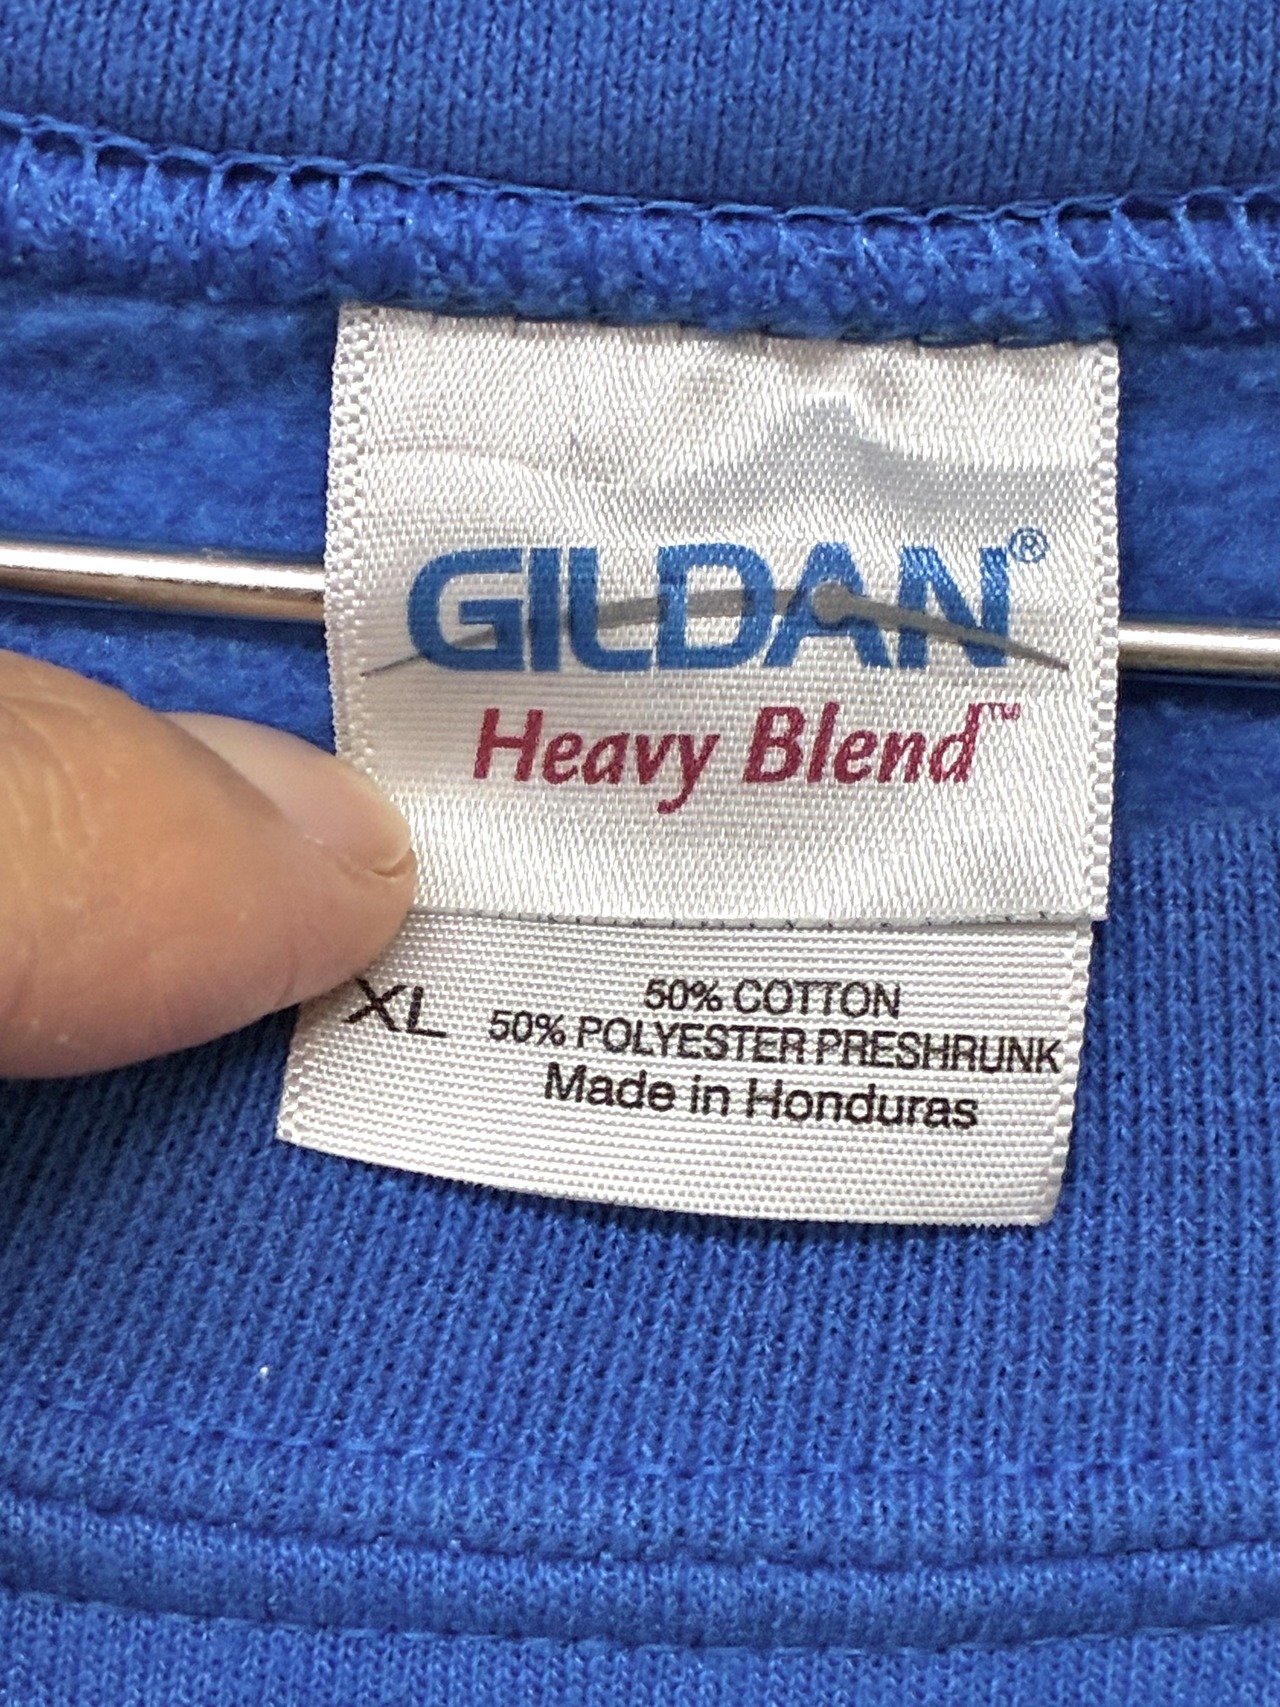 GILDAN®
Heavy Blend™
XL
50% COTTON
50% POLYESTER PRESHRUNK
Made in Honduras